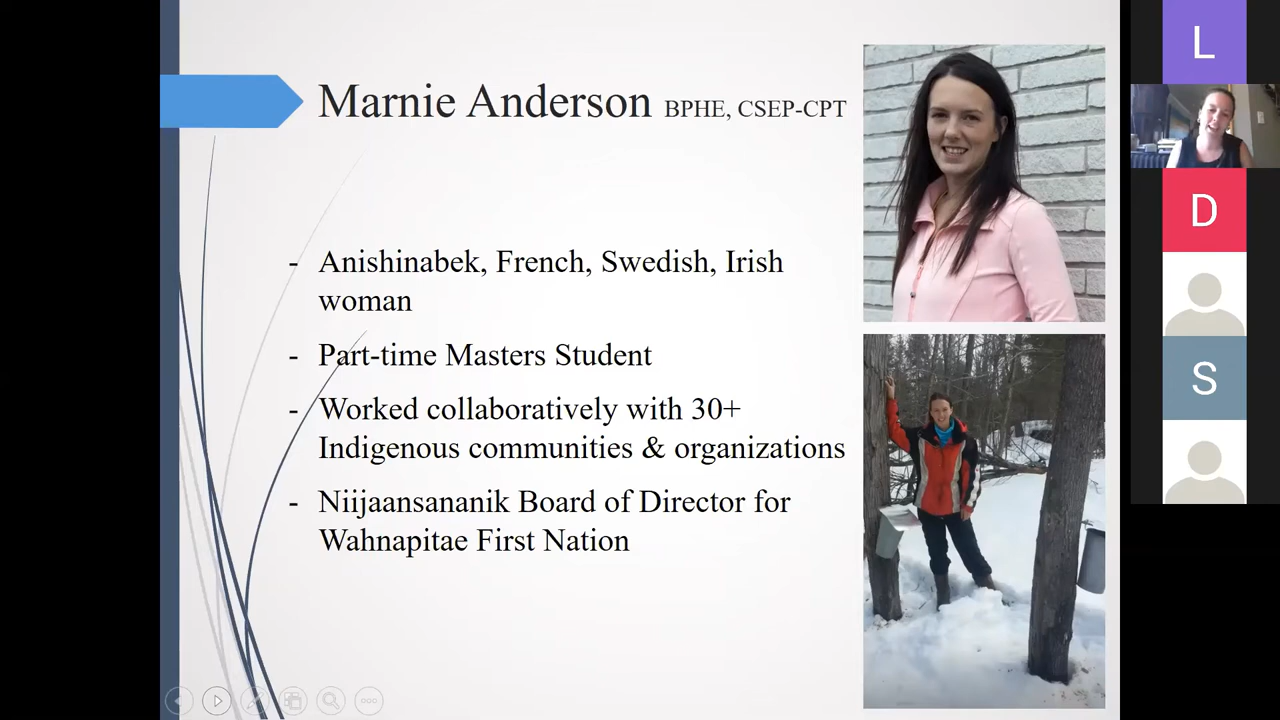 Marnie Anderson BPHE, CSEP-CPT
- Anishinabek, French, Swedish, Irish
woman
- Part-time Masters Student
- Worked collaboratively with 30+
Indigenous communities & organizations
- Niijaansananik Board of Director for
Wahnapitae First Nation
L
D
S